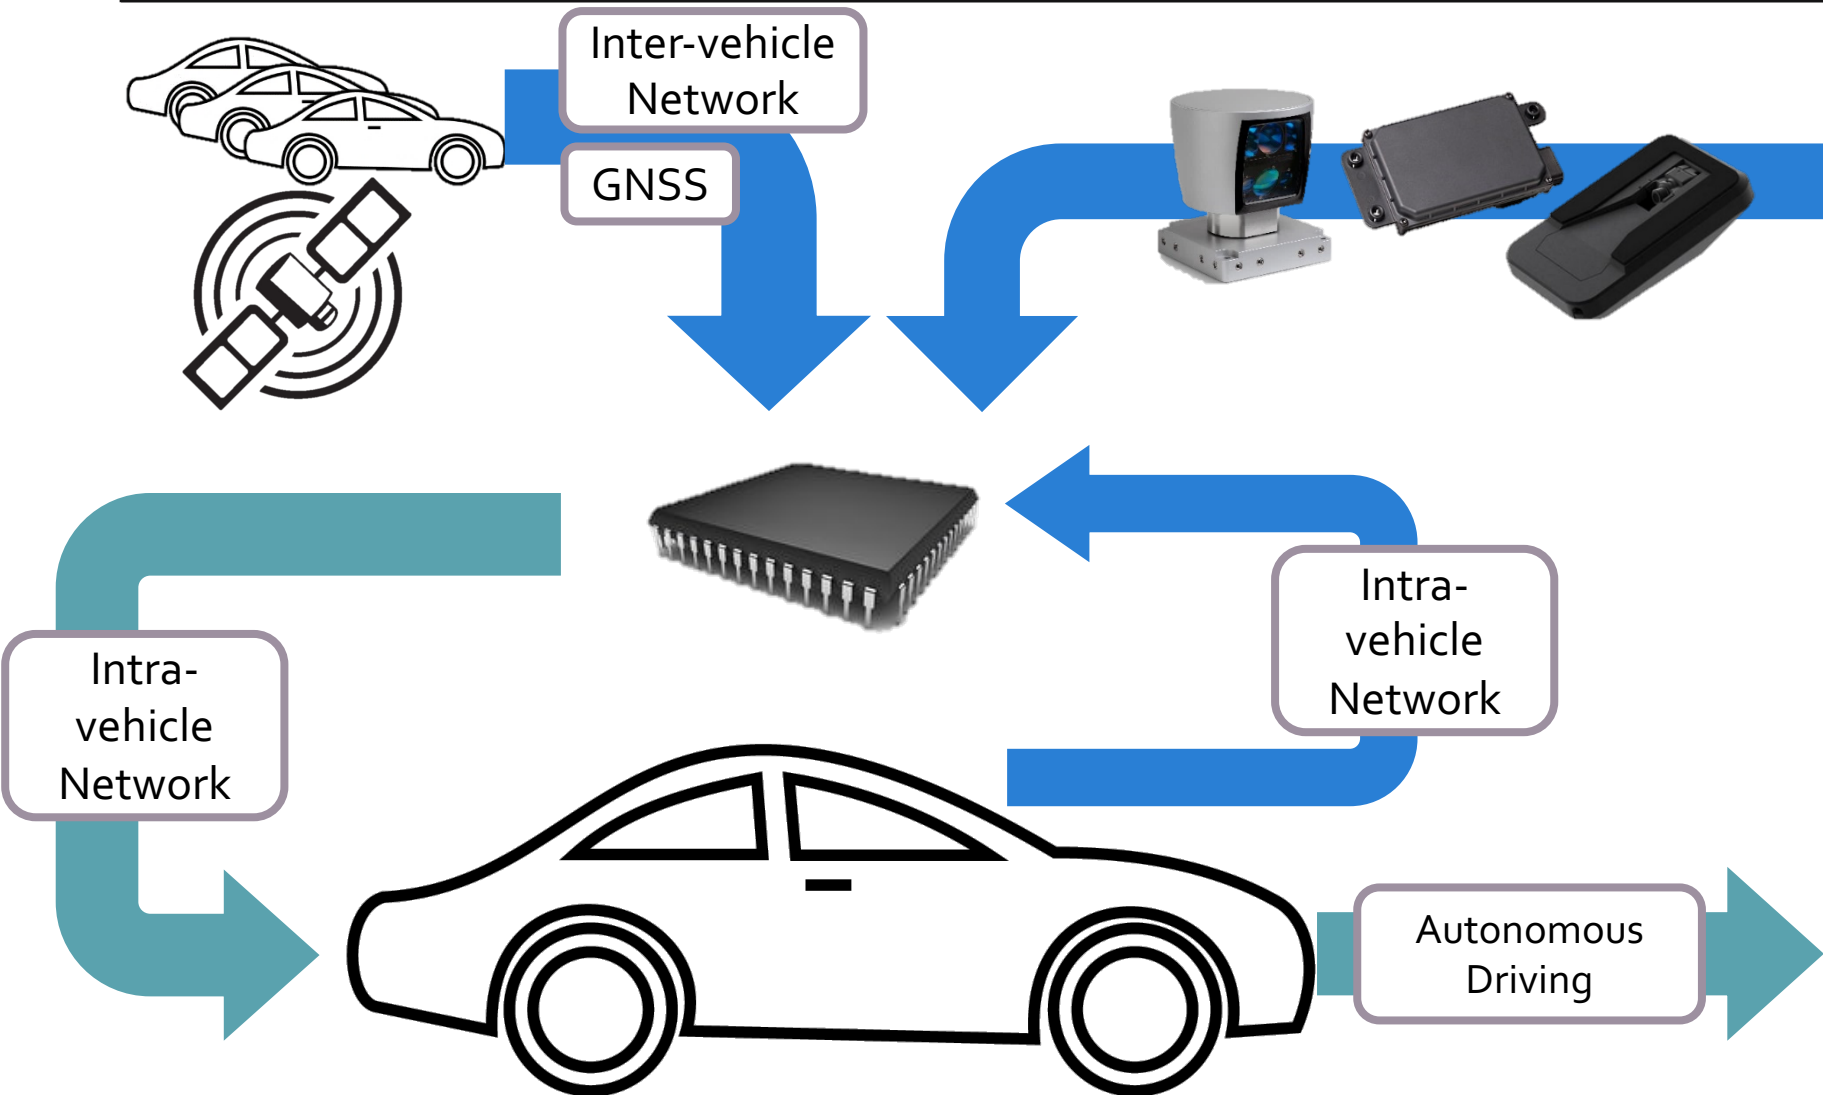 Inter-vehicle
Network
GNSS
Intra-
vehicle
Network
Intra-
vehicle
Network
Autonomous
Driving